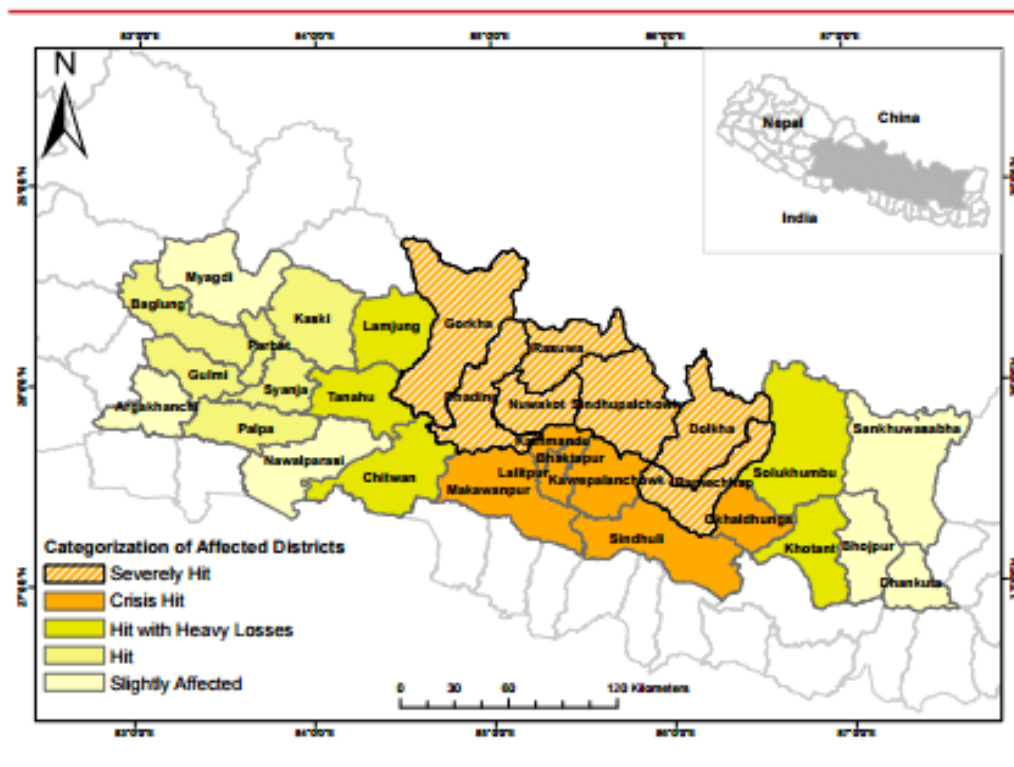 N
China
Nepal
India
Myagdi
Baglung
Kaski
Lamjung
Gorkha
Parbat
Rasuwa
Gulmi
Syanja
Tanahu
Dhading
Nuwakot
Sindhupalchowk
Argakhanchi
Palpa
Dolkha
Sankhuwasabha
Nawalparasi
Kathmandu
Bhaktapur
Chitwan
Lalitpur
Kavrepalanchowk
Ramechhap
Solukhumbu
Makawanpur
Okhaldhunga
Sindhuli
Khotang
Bhojpur
Dhankuta
Categorization of Affected Districts
Severely Hit
Crisis Hit
Hit with Heavy Losses
Hit
Slightly Affected
0 30 60 120 Kilometers